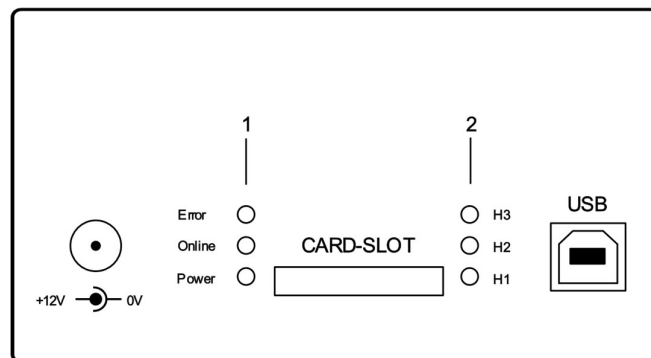 1 2
USB
Error H3
Online CARD-SLOT H2
Power H1
+12V 0V